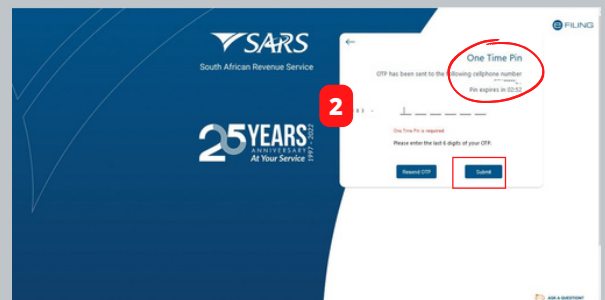 SARS
South African Revenue Service
25 YEARS
ANNIVERSARY
At Your Service
1997 - 2022
e FILING
←
One Time Pin
OTP has been sent to the following cellphone number
Pin expires in 02:52
2
One Time Pin is required
Please enter the last 6 digits of your OTP.
Resend OTP
Submit
ASK A QUESTION?